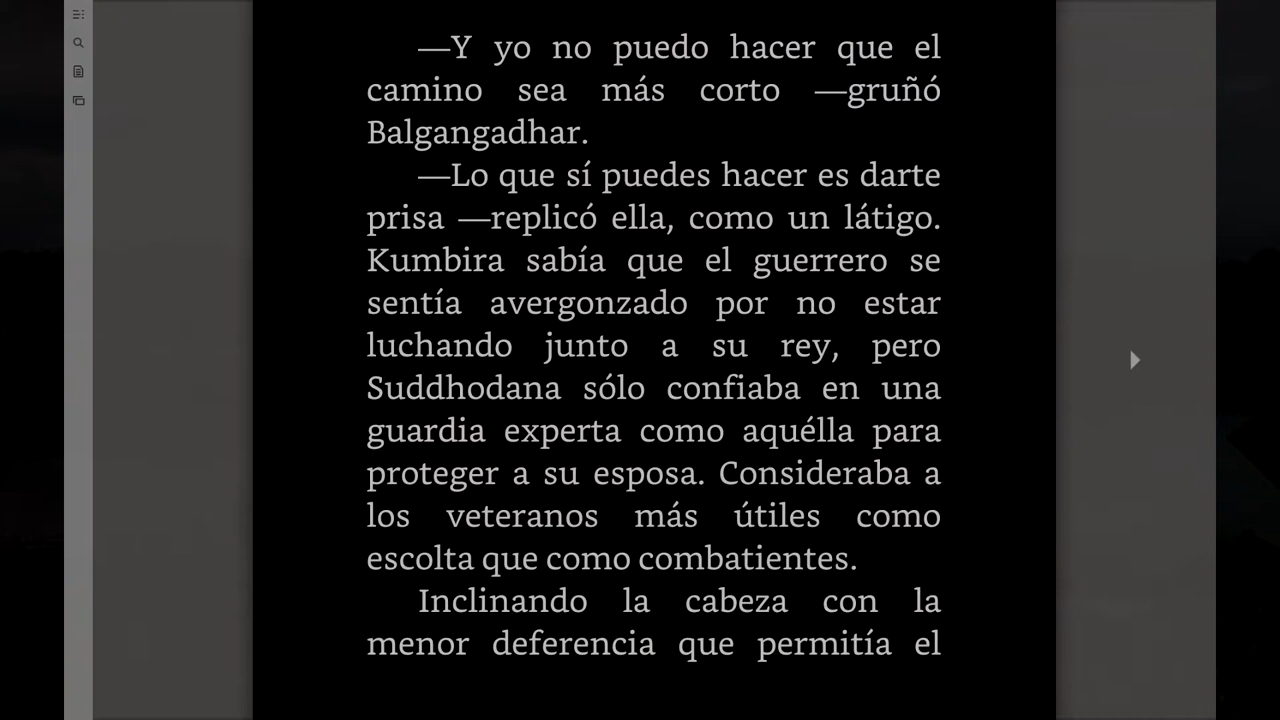 —Y yo no puedo hacer que el
camino sea más corto —gruñó
Balgangadhar.
—Lo que sí puedes hacer es darte
prisa —replicó ella, como un látigo.
Kumbira sabía que el guerrero se
sentía avergonzado por no estar
luchando junto a su rey, pero
Suddhodana sólo confiaba en una
guardia experta como aquélla para
proteger a su esposa. Consideraba a
los veteranos más útiles como
escolta que como combatientes.
Inclinando la cabeza con la
menor deferencia que permitía el